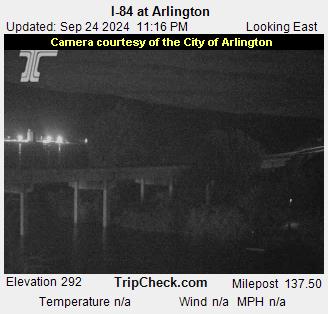 I-84 at Arlington
Updated: Sep 24 2024 11:16 PM Looking East
Camera courtesy of the City of Arlington
Elevation 292 TripCheck.com Milepost 137.50
Temperature n/a Wind n/a MPH n/a